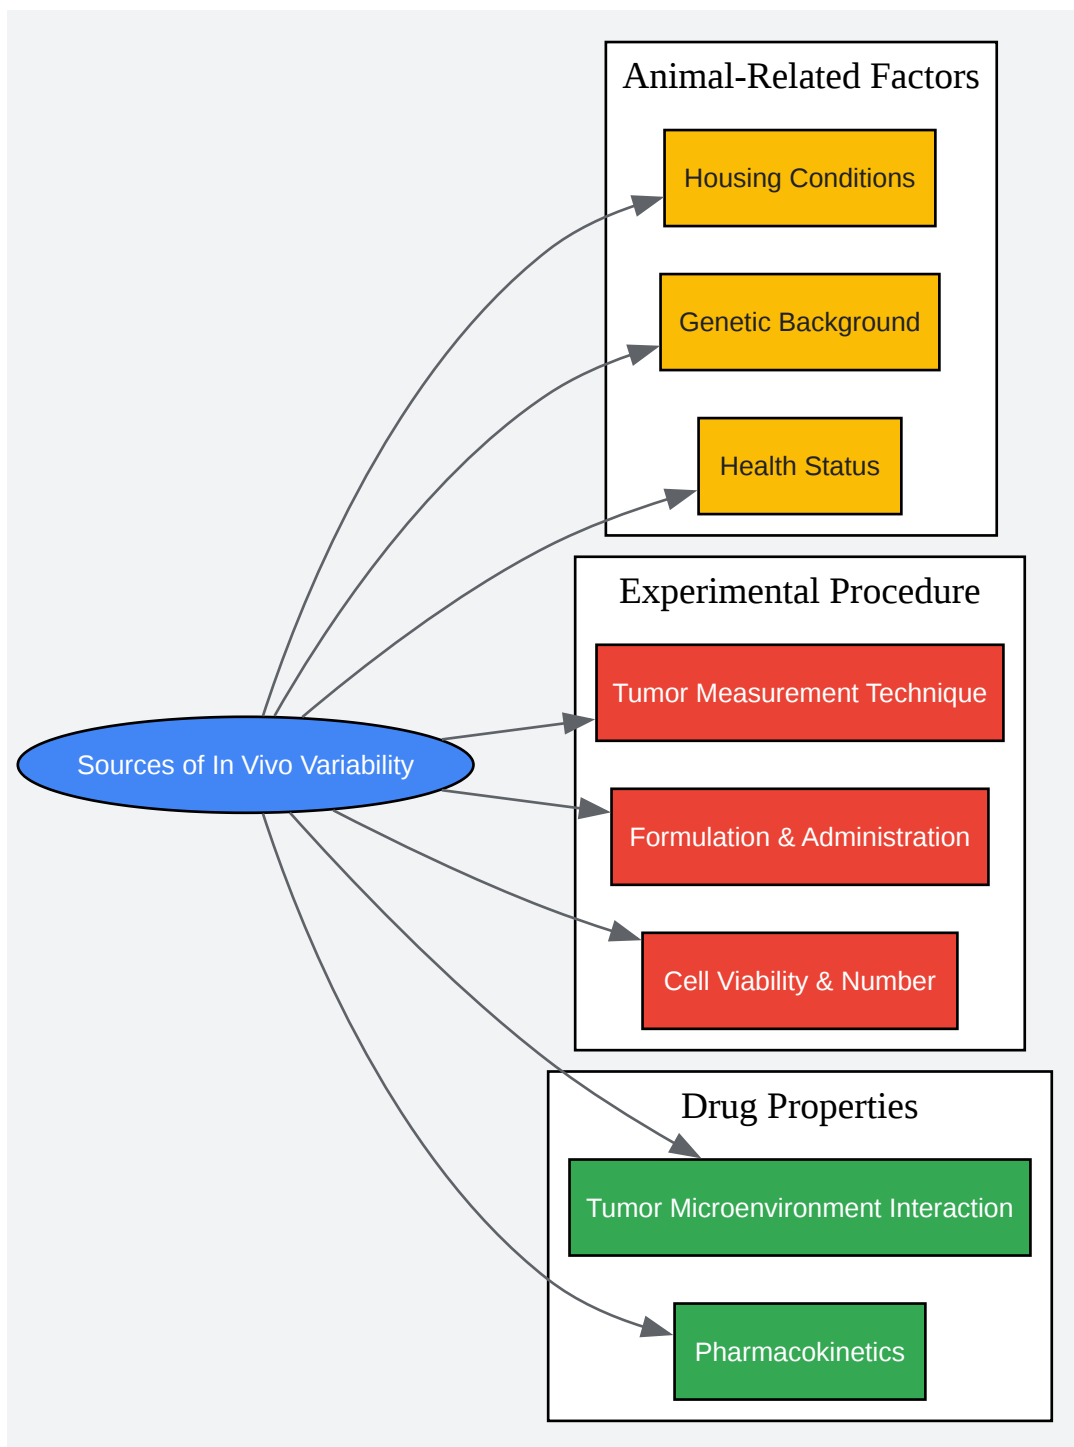 Animal-Related Factors
Housing Conditions
Genetic Background
Health Status
Experimental Procedure
Tumor Measurement Technique
Sources of In Vivo Variability
Formulation & Administration
Cell Viability & Number
Drug Properties
Tumor Microenvironment Interaction
Pharmacokinetics